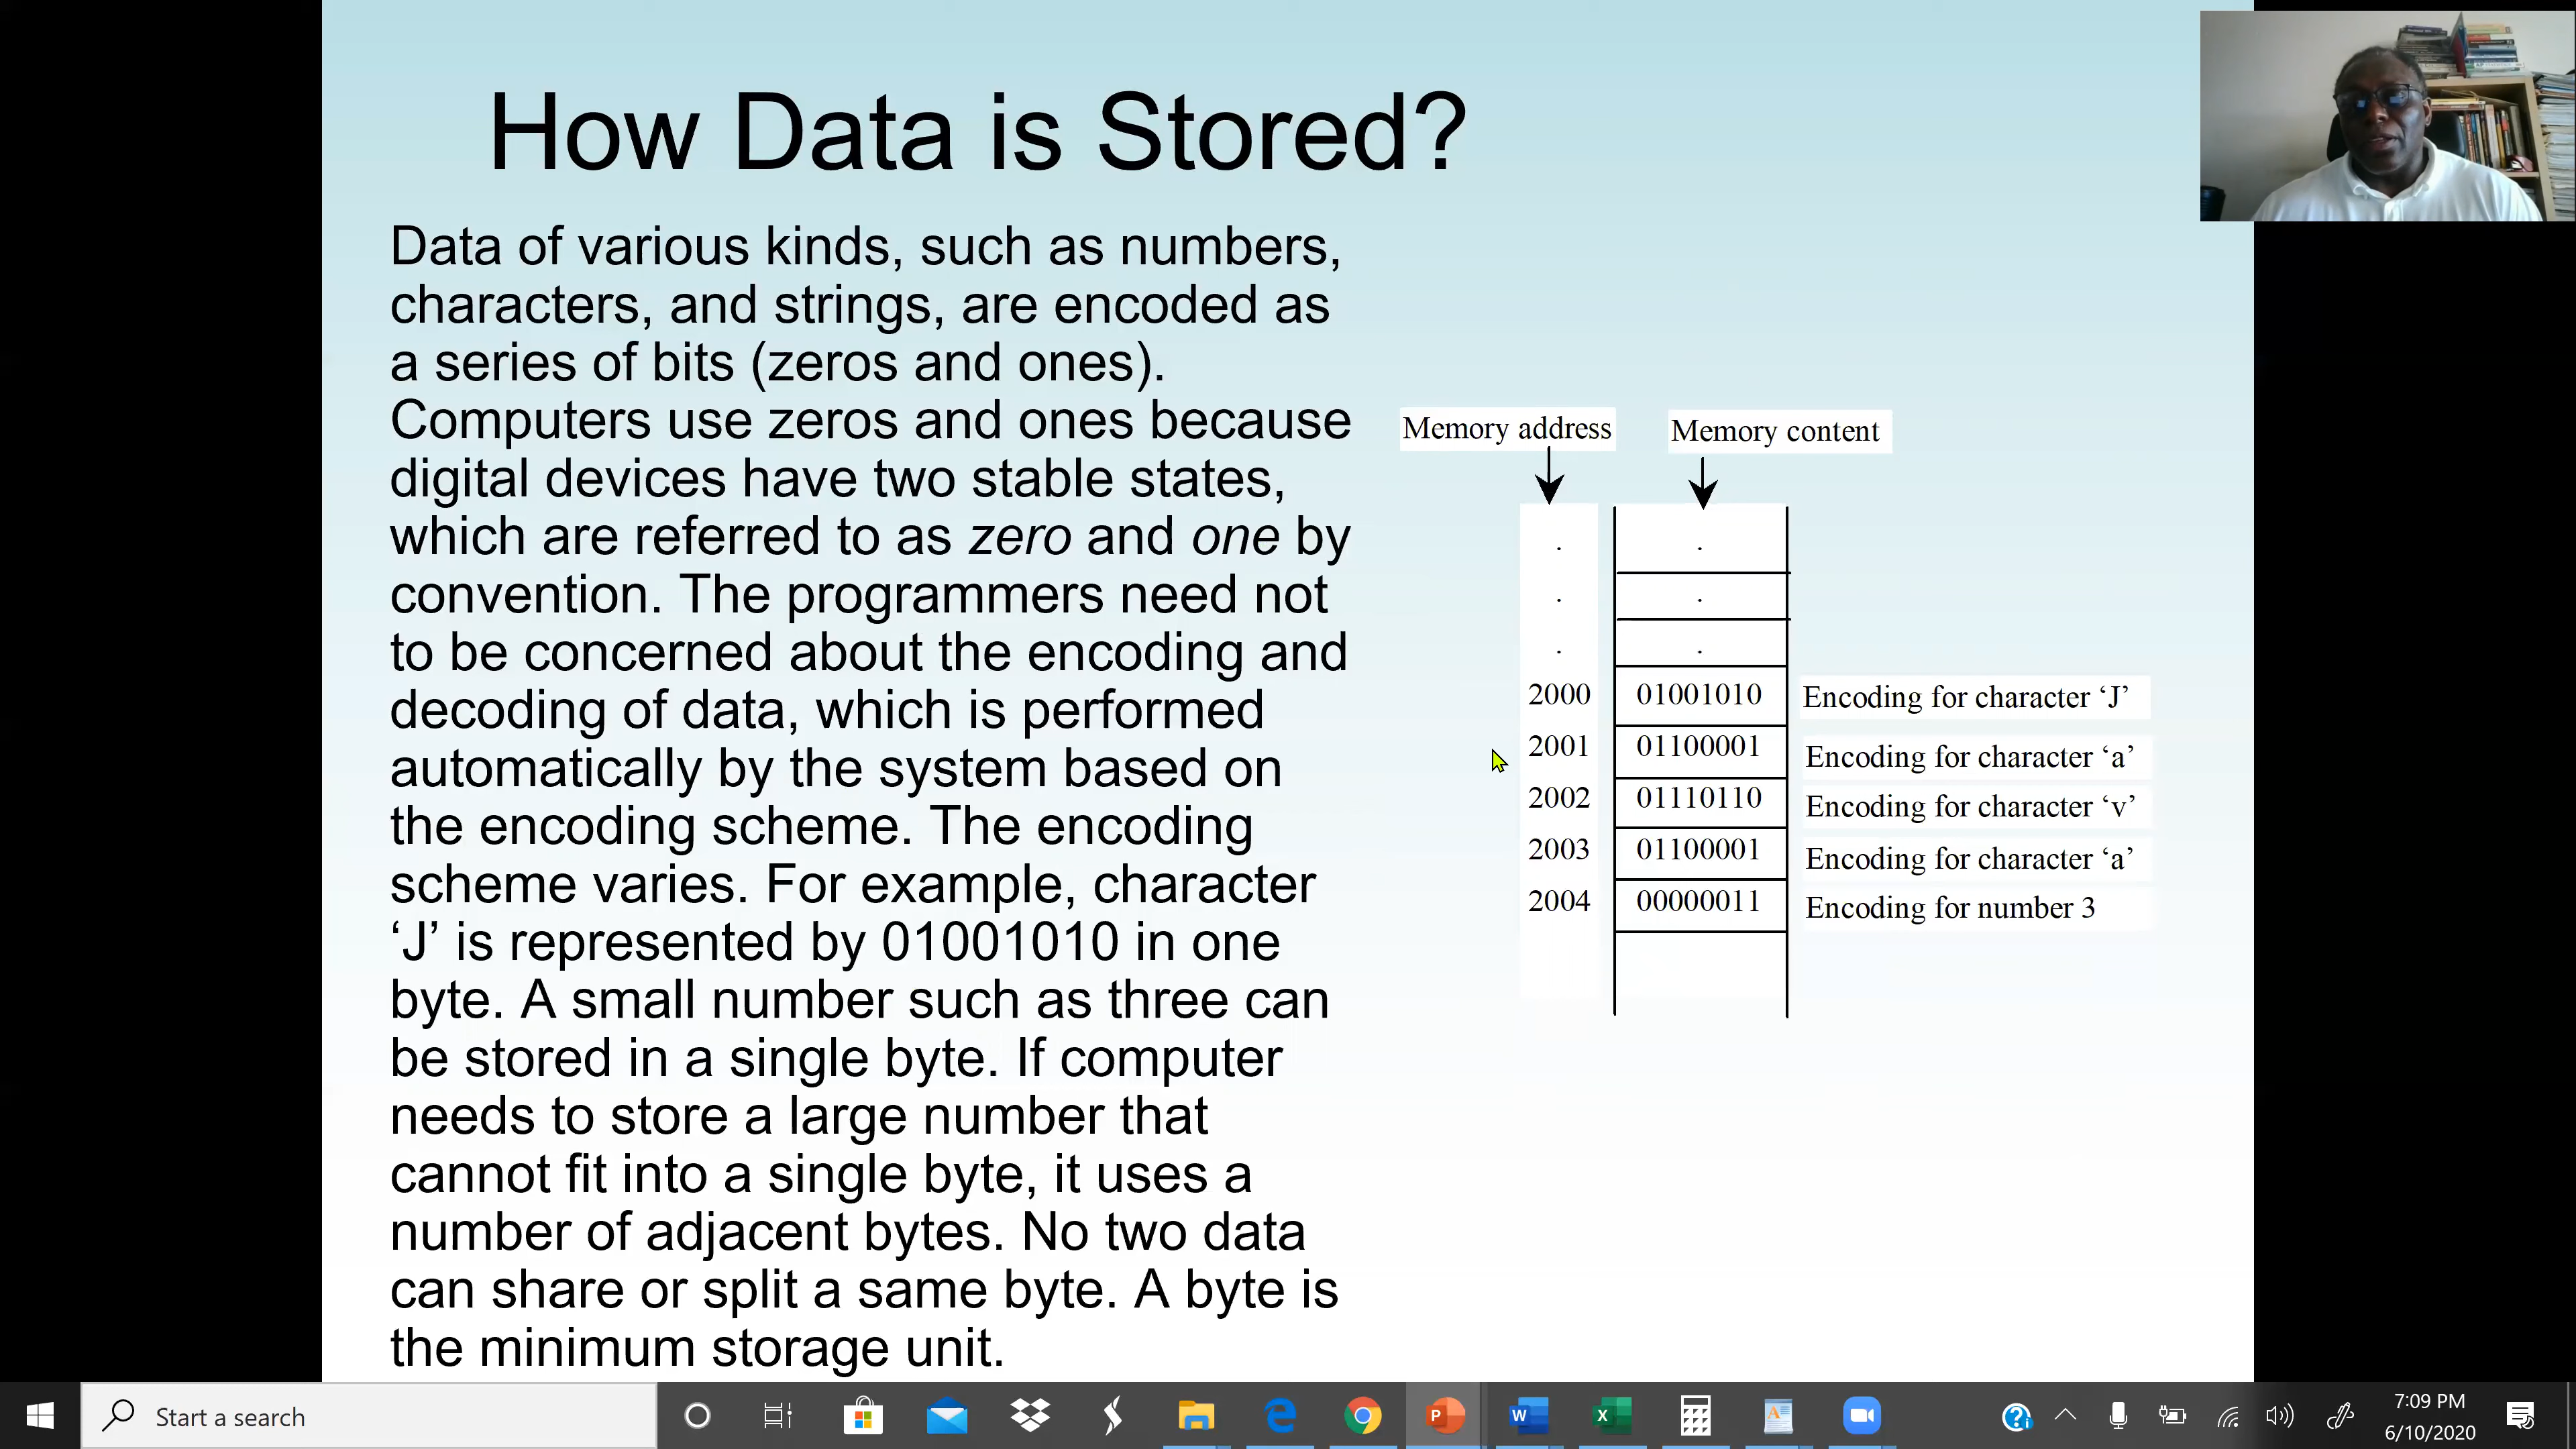 How Data is Stored?
Data of various kinds, such as numbers,
characters, and strings, are encoded as
a series of bits (zeros and ones).
Computers use zeros and ones because
digital devices have two stable states,
which are referred to as zero and one by
convention. The programmers need not
to be concerned about the encoding and
decoding of data, which is performed
automatically by the system based on
the encoding scheme. The encoding
scheme varies. For example, character
‘J’ is represented by 01001010 in one
byte. A small number such as three can
be stored in a single byte. If computer
needs to store a large number that
cannot fit into a single byte, it uses a
number of adjacent bytes. No two data
can share or split a same byte. A byte is
the minimum storage unit.
Memory address Memory content
. .
. .
. .
2000 01001010 Encoding for character ‘J’
2001 01100001 Encoding for character ‘a’
2002 01110110 Encoding for character ‘v’
2003 01100001 Encoding for character ‘a’
2004 00000011 Encoding for number 3
Start a search
7:09 PM
6/10/2020